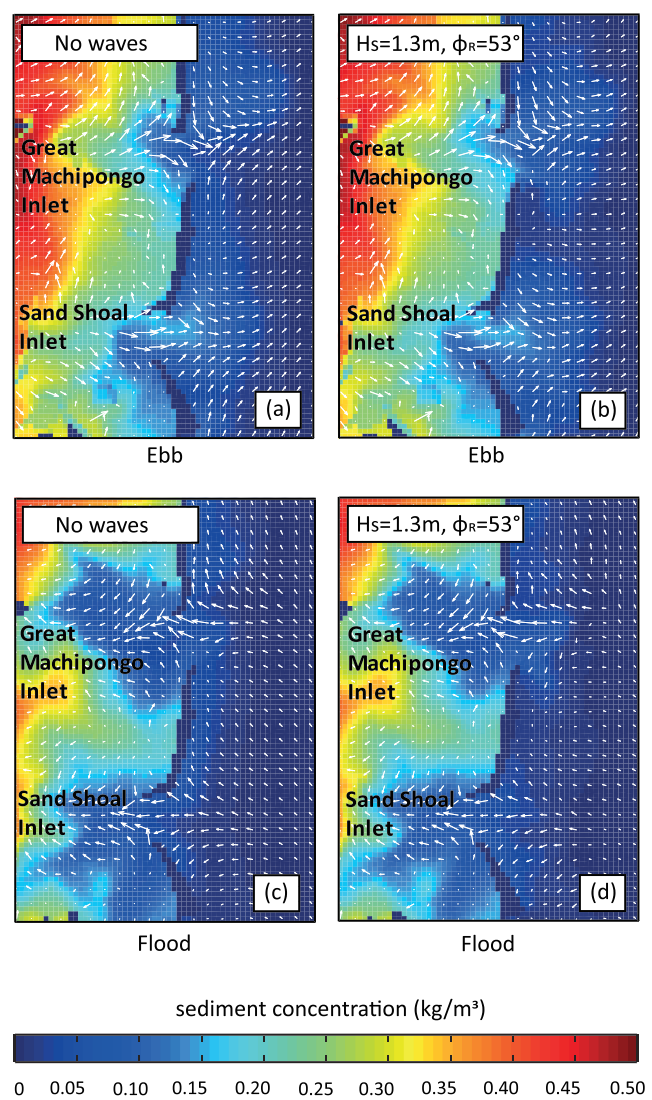 No waves
Great
Machipongo
Inlet
Sand Shoal
Inlet
(a)
Ebb
Hs=1.3m, ϕR=53°
Great
Machipongo
Inlet
Sand Shoal
Inlet
(b)
Ebb
No waves
Great
Machipongo
Inlet
Sand Shoal
Inlet
(c)
Flood
Hs=1.3m, ϕR=53°
Great
Machipongo
Inlet
Sand Shoal
Inlet
(d)
Flood
sediment concentration (kg/m³)
0 0.05 0.10 0.15 0.20 0.25 0.30 0.35 0.40 0.45 0.50